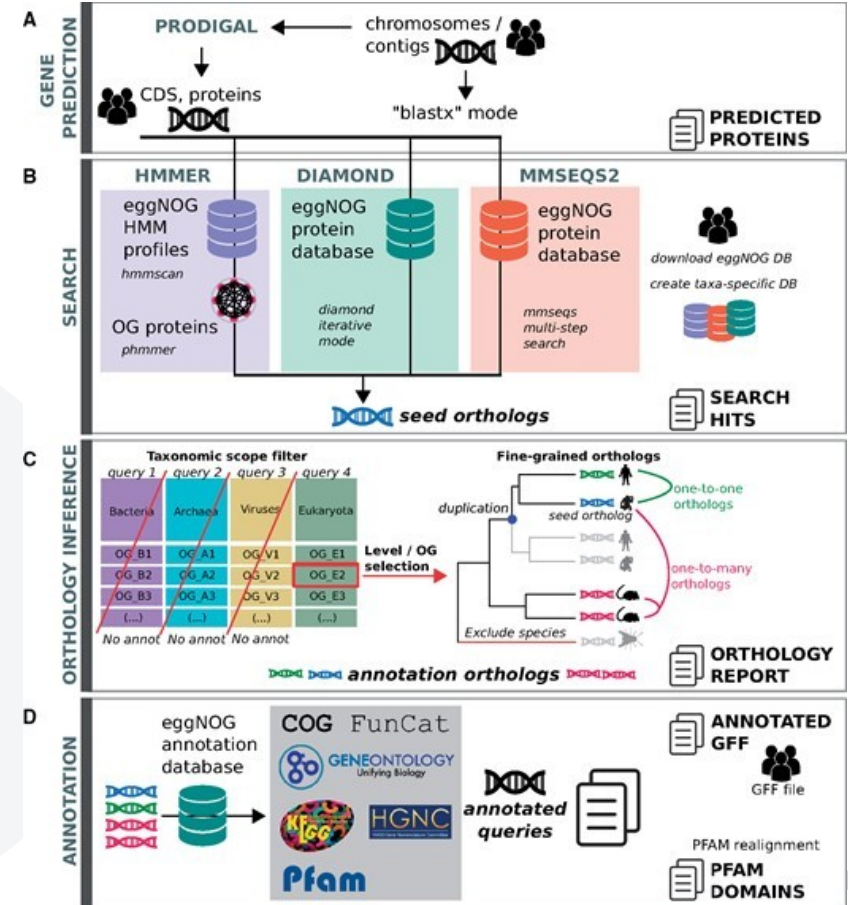 A
GENE
PREDICTION
PRODIGAL
chromosomes /
contigs
CDS, proteins
"blastx" mode
PREDICTED
PROTEINS
B
SEARCH
HMMER
DIAMOND
MMSEQS2
eggNOG
HMM
profiles
hmmscan
OG proteins
phmmer
eggNOG
protein
database
diamond
iterative
mode
eggNOG
protein
database
mmseqs
multi-step
search
download eggNOG DB
create taxa-specific DB
seed orthologs
SEARCH
HITS
C
ORTHOLOGY INFERENCE
Taxonomic scope filter
query 1 query 2 query 3 query 4
Bacteria Archaea Viruses Eukaryota
OG_B1 OG_A1 OG_V1 OG_E1
OG_B2 OG_A2 OG_V2 OG_E2
OG_B3 OG_A3 OG_V3 OG_E3
(...) (...) (...) (...)
No annot No annot No annot
Level / OG
selection
Fine-grained orthologs
duplication
seed ortholog
one-to-one
orthologs
one-to-many
orthologs
Exclude species
annotation orthologs
ORTHOLOGY
REPORT
D
ANNOTATION
eggNOG
annotation
database
COG FunCat
GENEONTOLOGY
Unifying Biology
KEGG
HGNC
Pfam
annotated
queries
ANNOTATED
GFF
GFF file
PFAM realignment
PFAM
DOMAINS